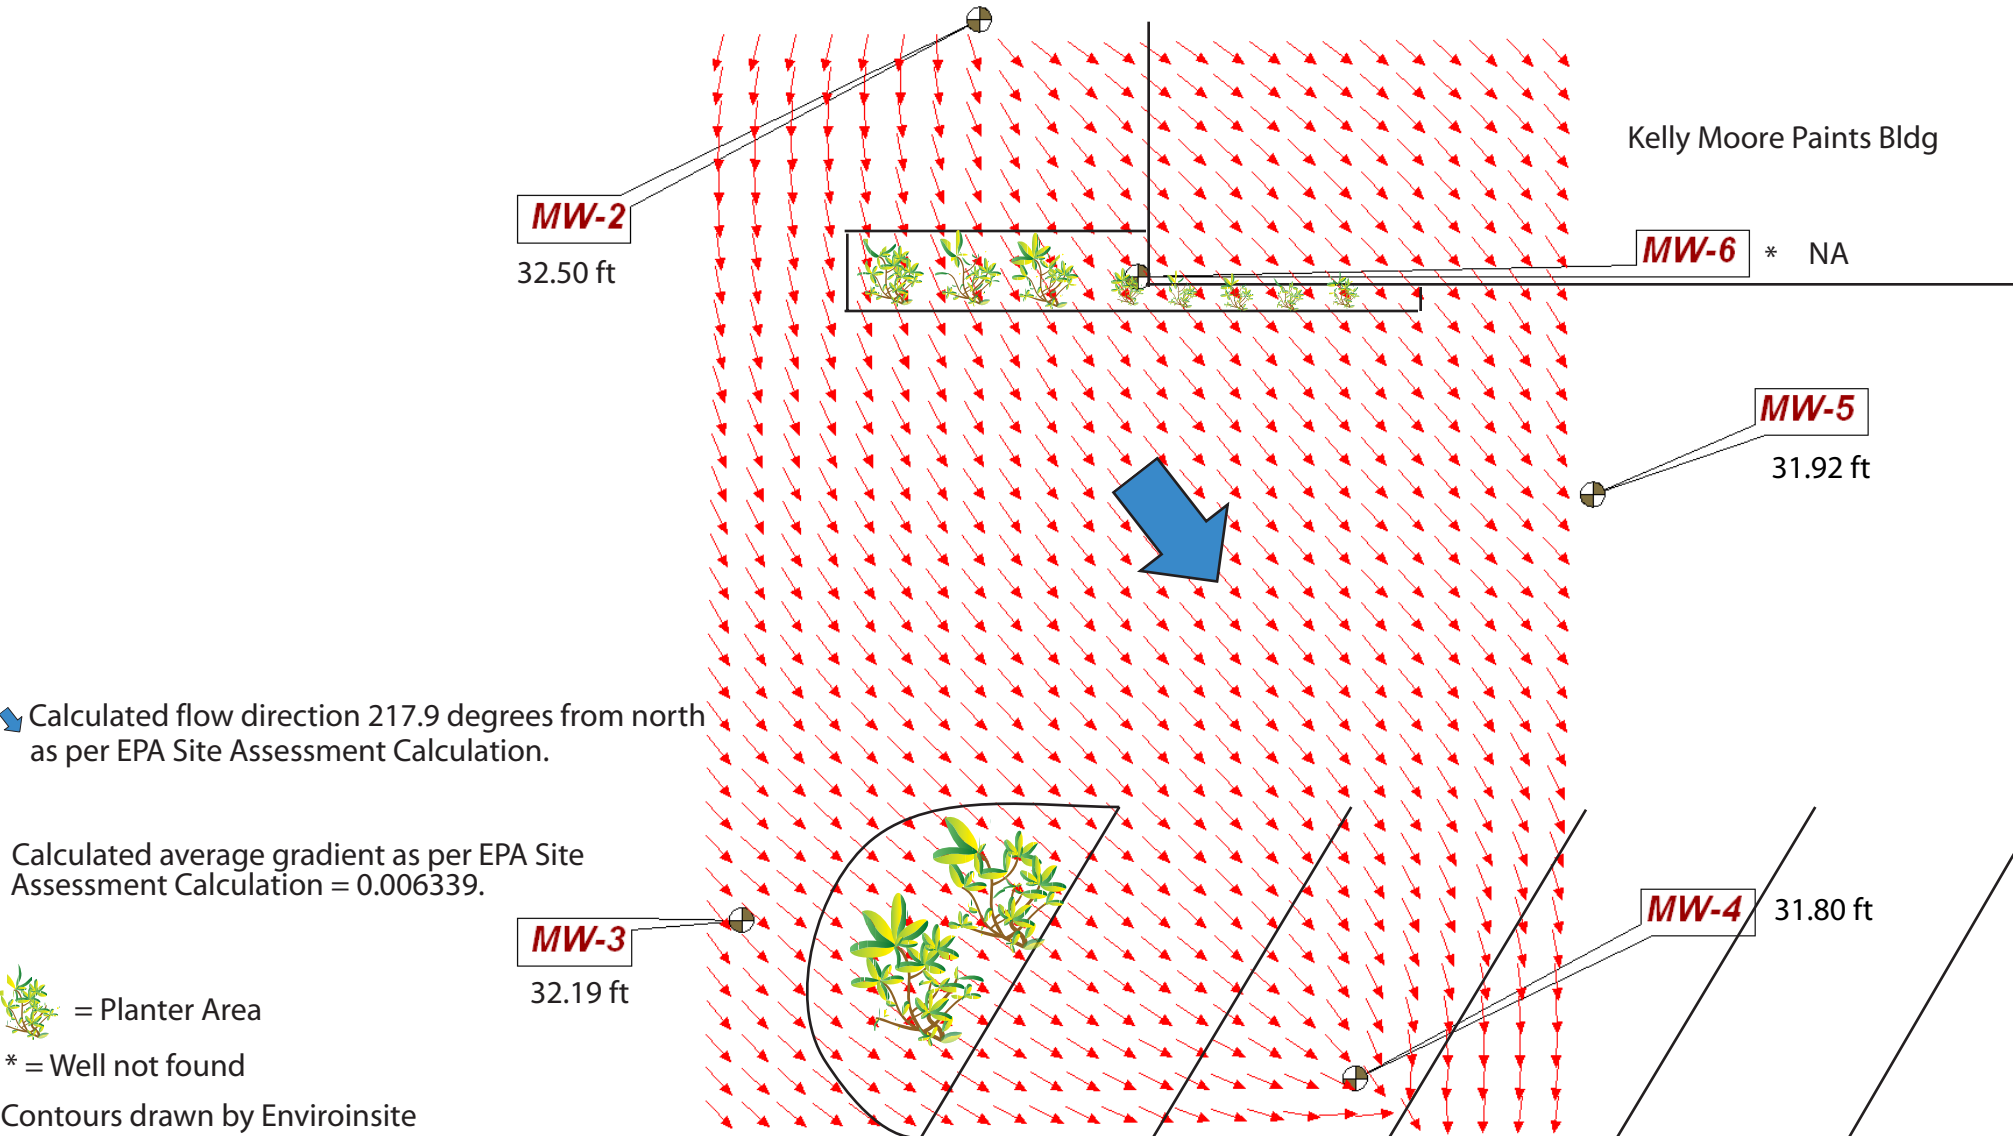 Kelly Moore Paints Bldg
MW-2
32.50 ft
MW-6 * NA
MW-5
31.92 ft
Calculated flow direction 217.9 degrees from north
as per EPA Site Assessment Calculation.
Calculated average gradient as per EPA Site
Assessment Calculation = 0.006339.
MW-3
32.19 ft
MW-4 31.80 ft
= Planter Area
* = Well not found
Contours drawn by Enviroinsite